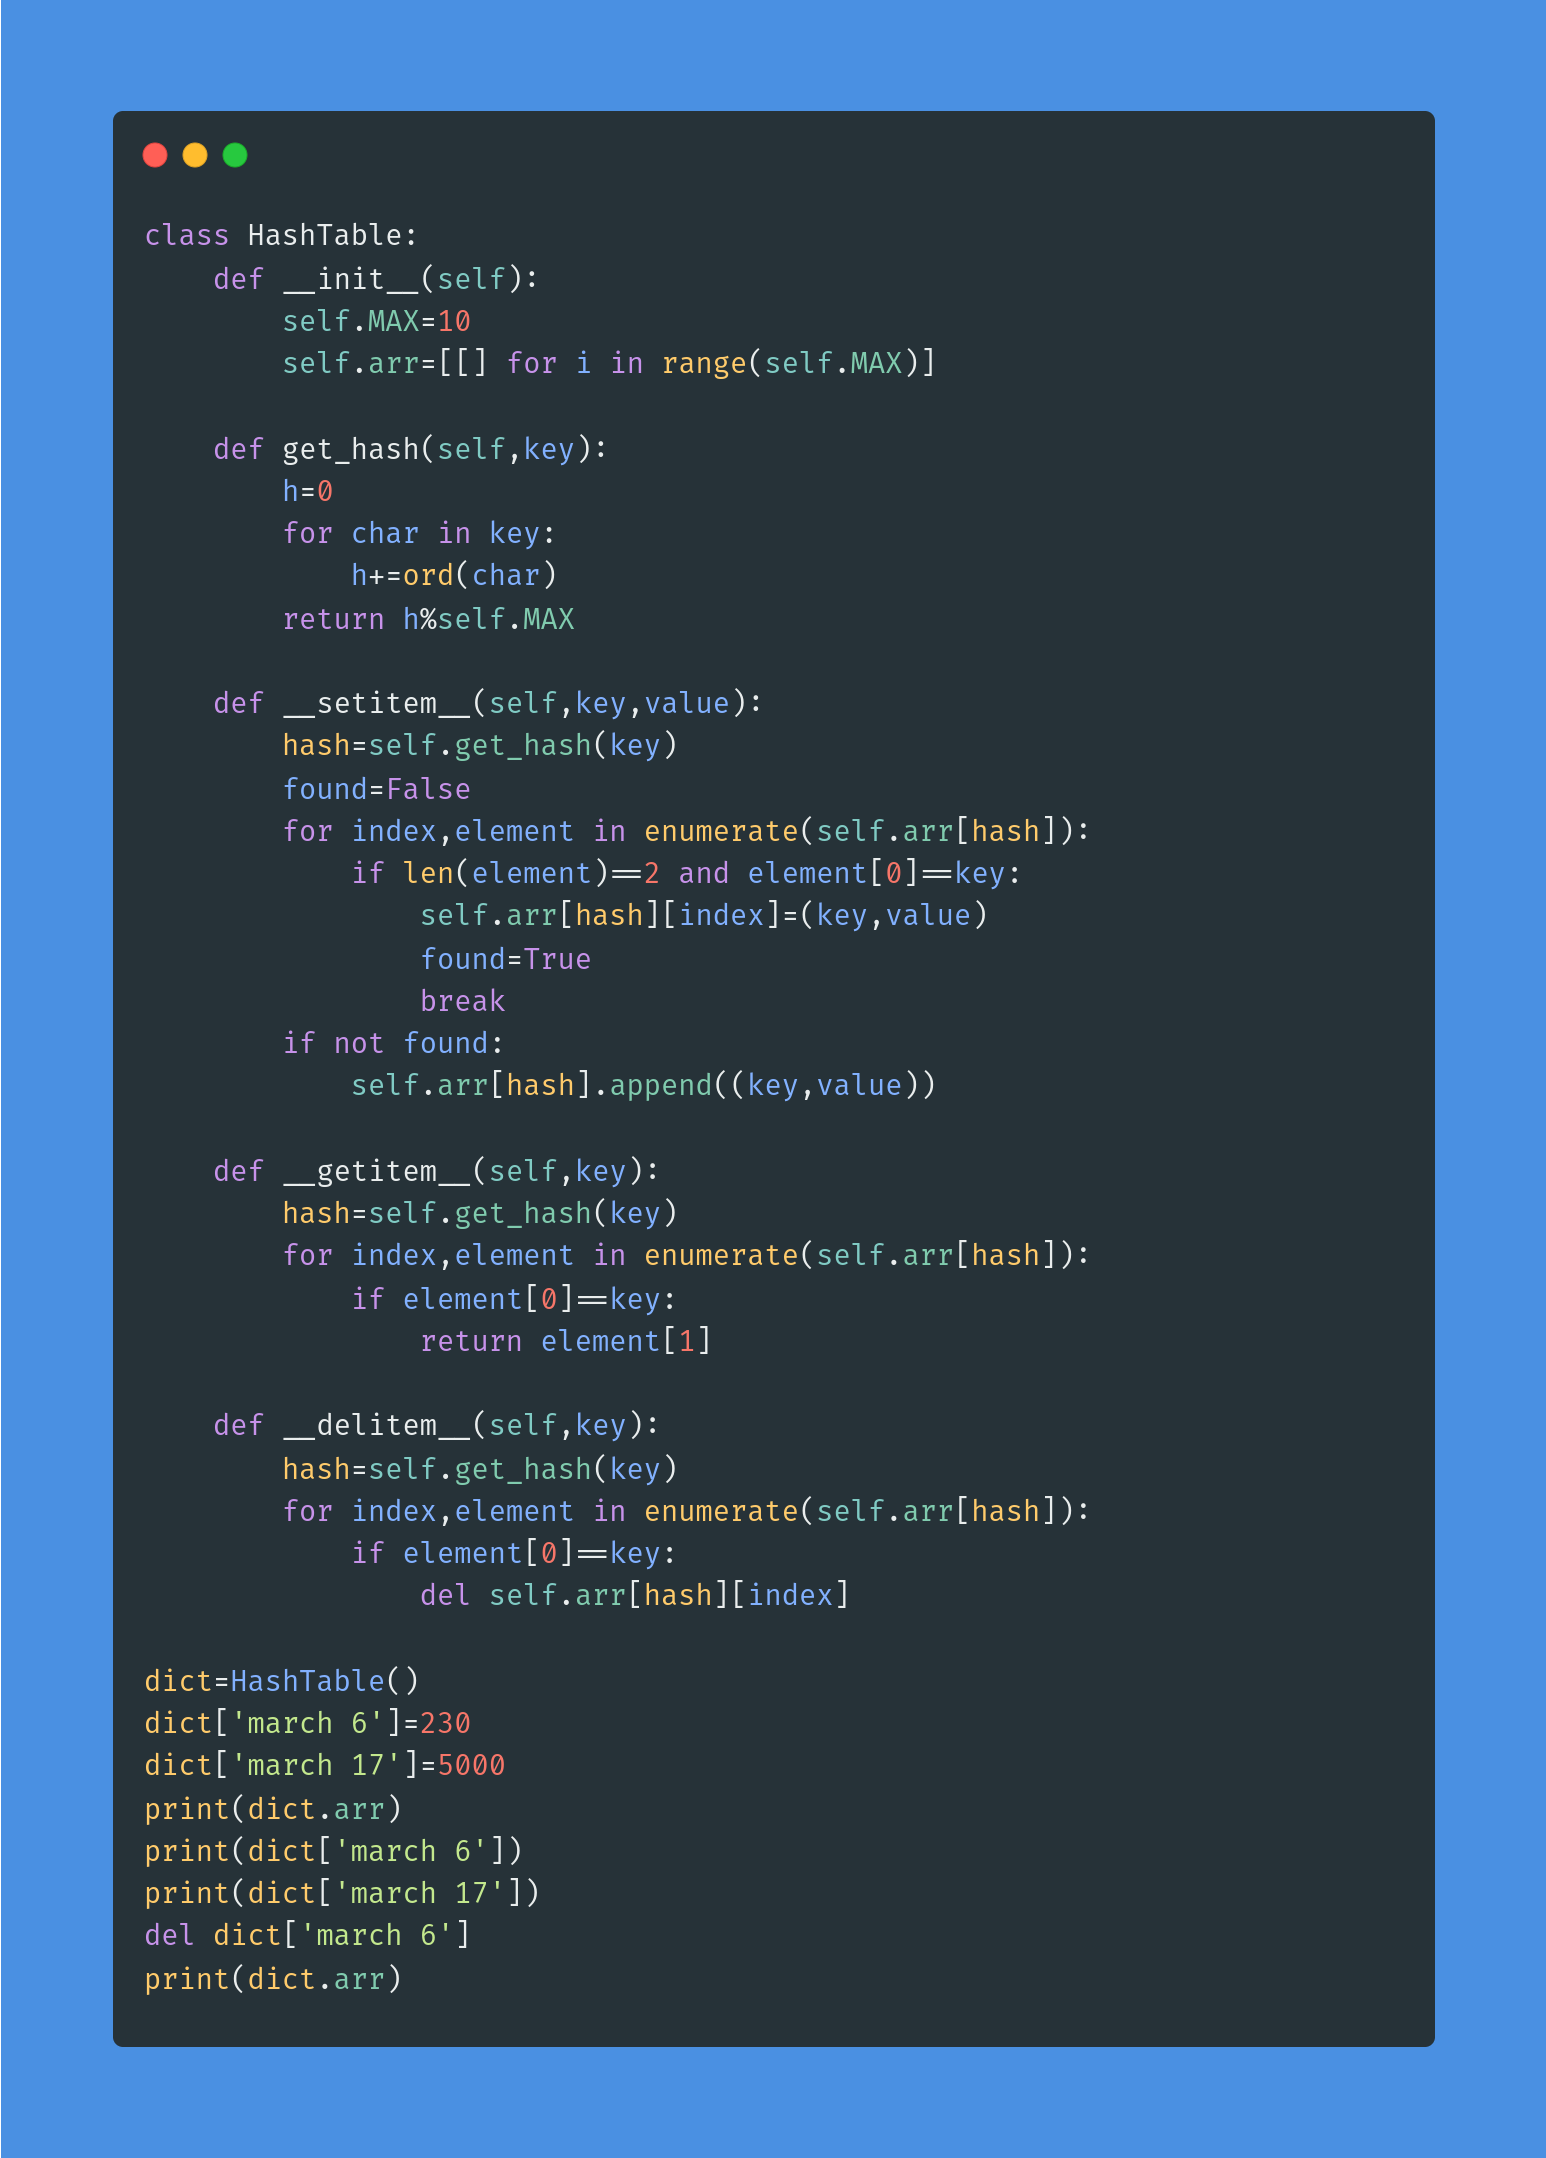 class HashTable:
    def __init__(self):
        self.MAX=10
        self.arr=[[] for i in range(self.MAX)]

    def get_hash(self,key):
        h=0
        for char in key:
            h+=ord(char)
        return h%self.MAX

    def __setitem__(self,key,value):
        hash=self.get_hash(key)
        found=False
        for index,element in enumerate(self.arr[hash]):
            if len(element)==2 and element[0]==key:
                self.arr[hash][index]=(key,value)
                found=True
                break
        if not found:
            self.arr[hash].append((key,value))

    def __getitem__(self,key):
        hash=self.get_hash(key)
        for index,element in enumerate(self.arr[hash]):
            if element[0]==key:
                return element[1]

    def __delitem__(self,key):
        hash=self.get_hash(key)
        for index,element in enumerate(self.arr[hash]):
            if element[0]==key:
                del self.arr[hash][index]

dict=HashTable()
dict['march 6']=230
dict['march 17']=5000
print(dict.arr)
print(dict['march 6'])
print(dict['march 17'])
del dict['march 6']
print(dict.arr)